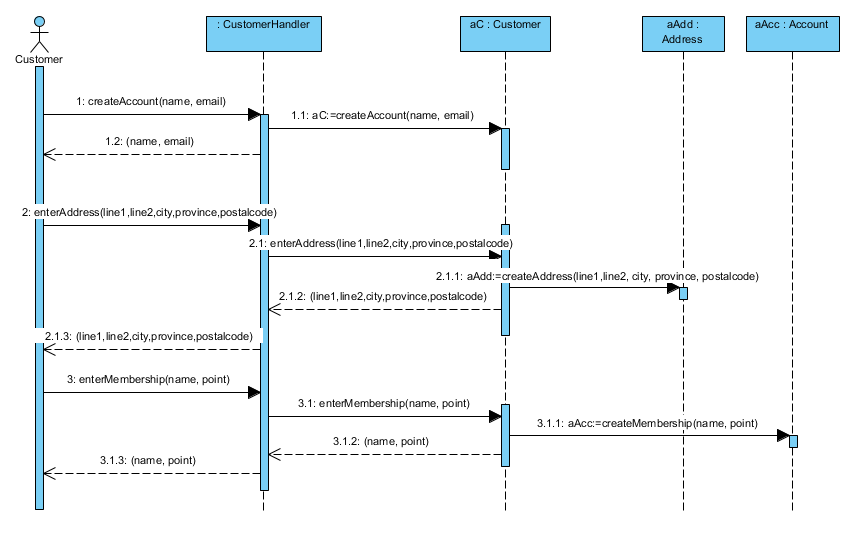 Customer
: CustomerHandler
aC : Customer
aAdd :
Address
aAcc : Account
1: createAccount(name, email)
1.1: aC:=createAccount(name, email)
1.2: (name, email)
2: enterAddress(line1,line2,city,province,postalcode)
2.1: enterAddress(line1,line2,city,province,postalcode)
2.1.1: aAdd:=createAddress(line1,line2, city, province, postalcode)
2.1.2: (line1,line2,city,province,postalcode)
2.1.3: (line1,line2,city,province,postalcode)
3: enterMembership(name, point)
3.1: enterMembership(name, point)
3.1.1: aAcc:=createMembership(name, point)
3.1.2: (name, point)
3.1.3: (name, point)